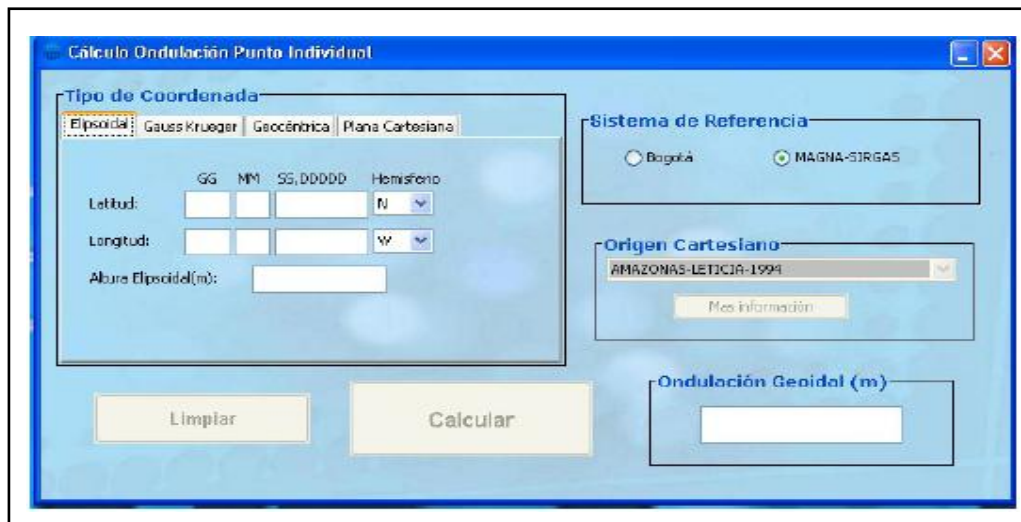 Cálculo Ondulación Punto Individual
Tipo de Coordenada
Elipsoidal Gauss Krueger Geocéntrica Plana Cartesiana
GG MM SS,DDDDD Hemisferio
Latitud: N
Longitud: W
Altura Elipsoidal(m):
Sistema de Referencia
Bogotá MAGNA-SIRGAS
Origen Cartesiano
AMAZONAS-LETICIA-1994
Mas información
Limpiar
Calcular
Ondulación Geoidal (m)